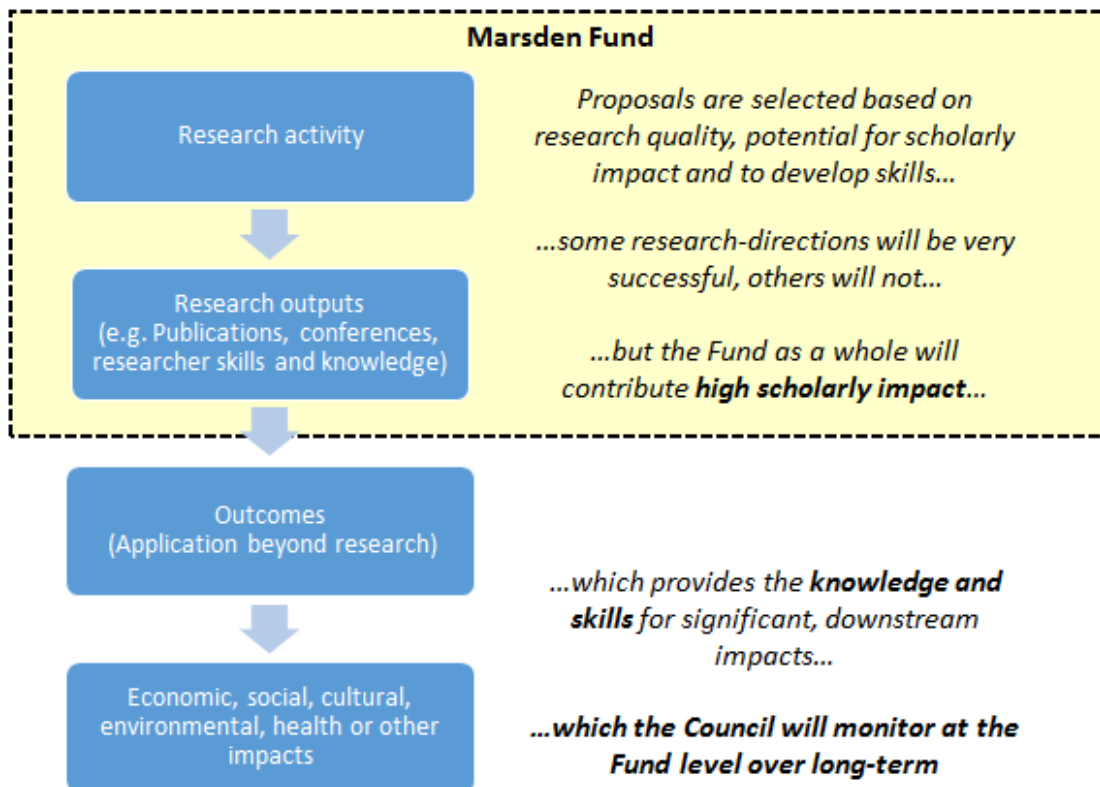 Marsden Fund
Research activity
Proposals are selected based on
research quality, potential for scholarly
impact and to develop skills…
…some research-directions will be very
successful, others will not…
Research outputs
(e.g. Publications, conferences,
researcher skills and knowledge)
…but the Fund as a whole will
contribute high scholarly impact…
Outcomes
(Application beyond research)
…which provides the knowledge and
skills for significant, downstream
impacts…
Economic, social, cultural,
environmental, health or other
impacts
…which the Council will monitor at the
Fund level over long-term